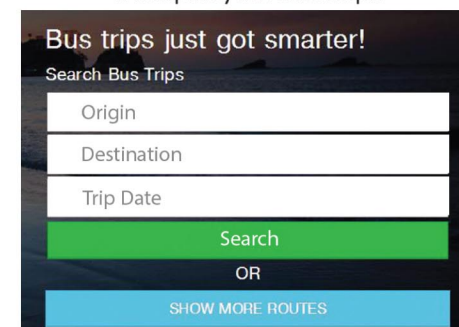 Bus trips just got smarter!
Search Bus Trips
Origin
Destination
Trip Date
Search
OR
SHOW MORE ROUTES